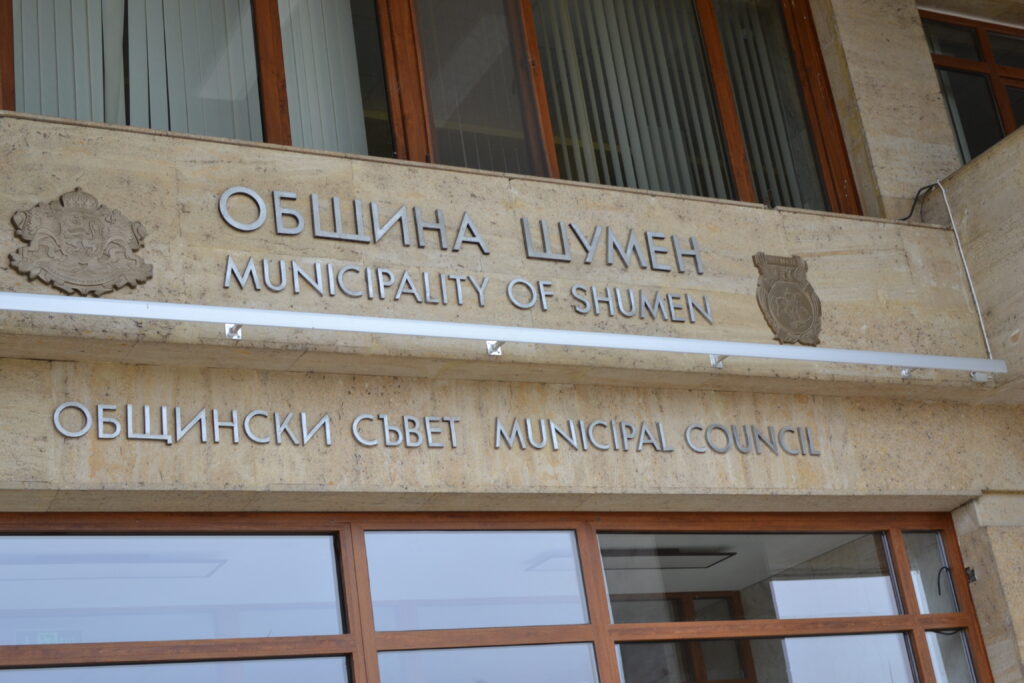 ОБЩИНА ШУМЕН
MUNICIPALITY OF SHUMEN
ОБЩИНСКИ СЪВЕТ MUNICIPAL COUNCIL